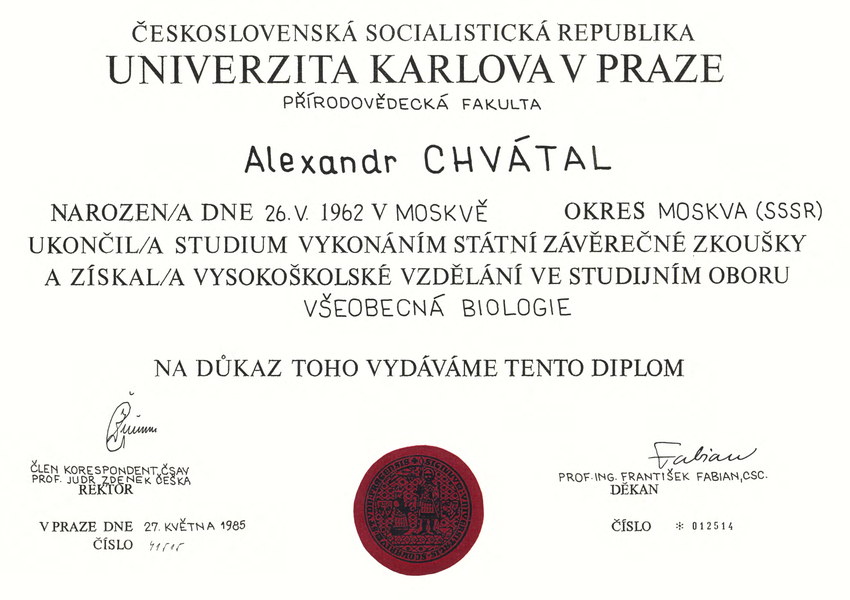 ČESKOSLOVENSKÁ SOCIALISTICKÁ REPUBLIKA
UNIVERZITA KARLOVA V PRAZE
PŘÍRODOVĚDECKÁ FAKULTA
Alexandr CHVÁTAL
NAROZEN/A DNE 26.V. 1962 V MOSKVĚ OKRES MOSKVA (SSSR)
UKONČIL/A STUDIUM VYKONÁNÍM STÁTNÍ ZÁVĚREČNÉ ZKOUŠKY
A ZÍSKAL/A VYSOKOŠKOLSKÉ VZDĚLÁNÍ VE STUDIJNÍM OBORU
VŠEOBECNÁ BIOLOGIE
NA DŮKAZ TOHO VYDÁVÁME TENTO DIPLOM
ČLEN KORESPONDENT ČSAV
PROF. JUDR ZDENEK ČEŠKA
REKTOR
V PRAZE DNE 27. KVĚTNA 1985
ČÍSLO
Fabian
PROF. ING. FRANTIŠEK FABIAN, CSC.
DĚKAN
ČÍSLO * 012514